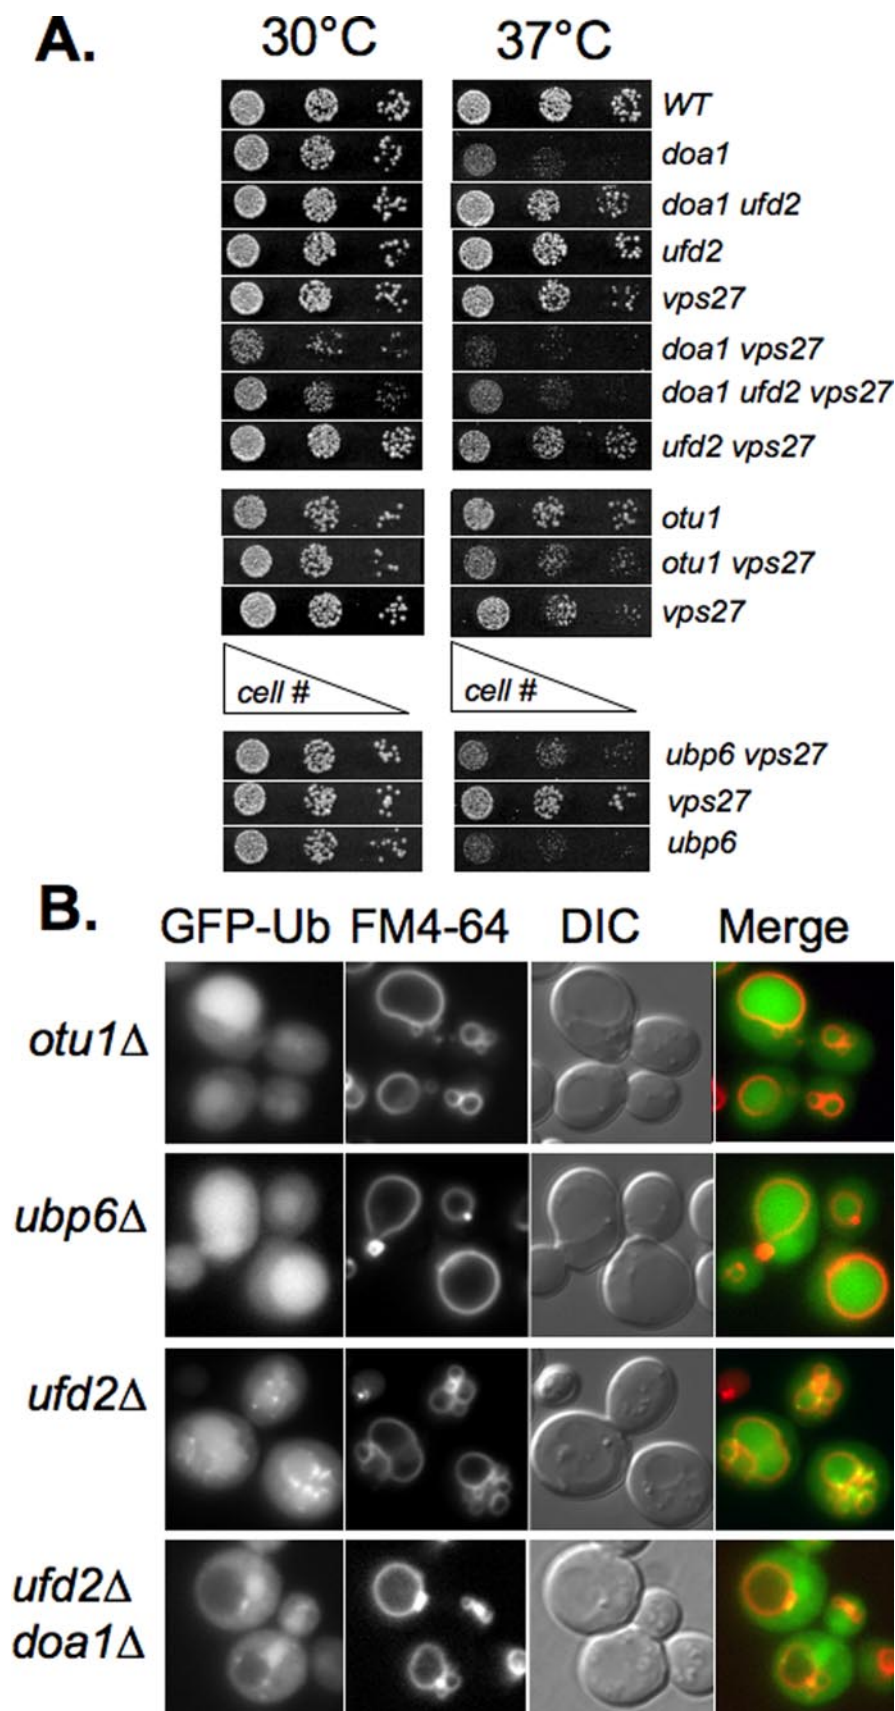 A.
30°C 37°C
WT
doa1
doa1 ufd2
ufd2
vps27
doa1 vps27
doa1 ufd2 vps27
ufd2 vps27
otu1
otu1 vps27
vps27
cell # cell #
ubp6 vps27
vps27
ubp6
B.
GFP-Ub FM4-64 DIC Merge
otu1Δ
ubp6Δ
ufd2Δ
ufd2Δ
doa1Δ